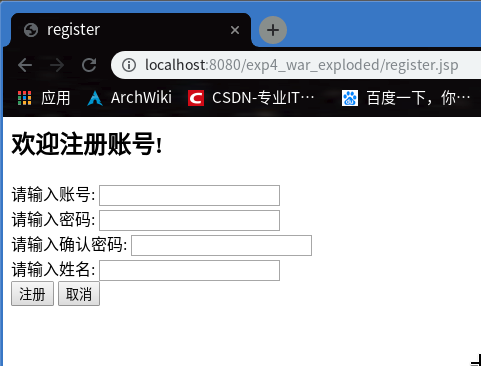 register
localhost:8080/exp4_war_exploded/register.jsp
应用 ArchWiki CSDN-专业IT… 百度一下，你…
欢迎注册账号!
请输入账号:
请输入密码:
请输入确认密码:
请输入姓名:
注册 取消